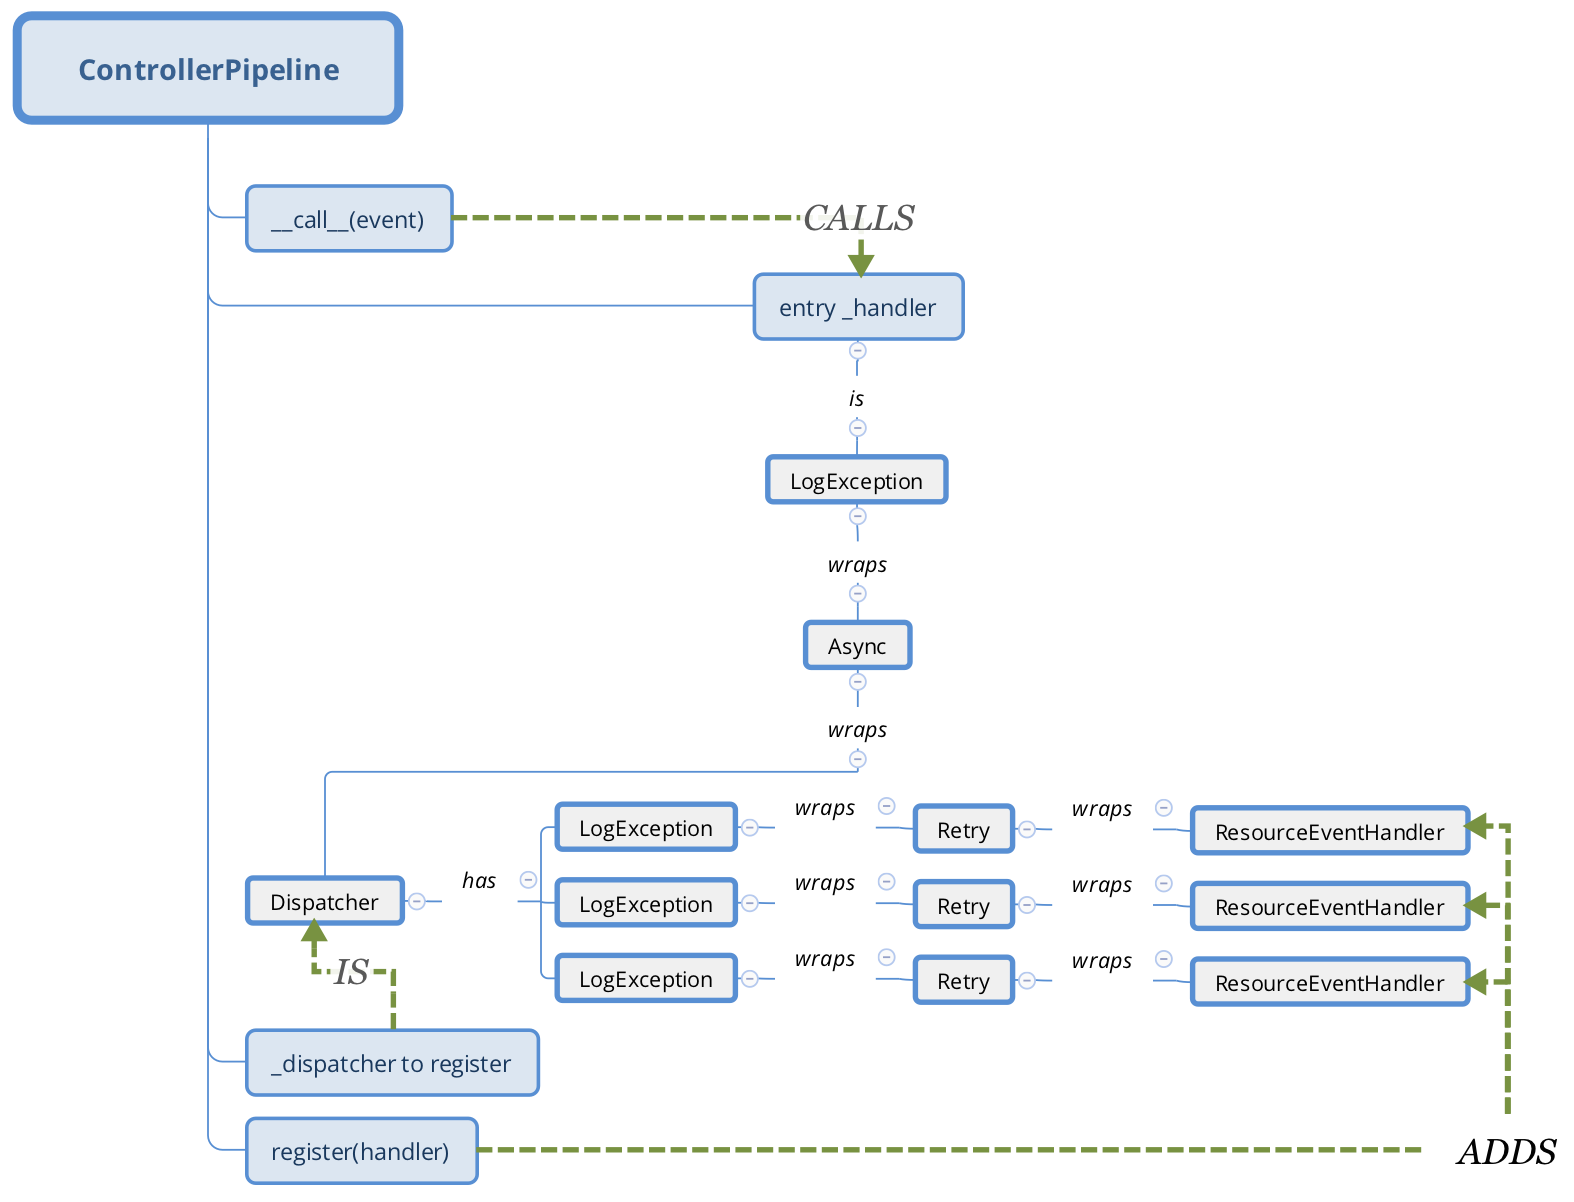 ControllerPipeline
__call__(event)
CALLS
entry _handler
is
LogException
wraps
Async
wraps
LogException wraps Retry wraps ResourceEventHandler
Dispatcher has LogException wraps Retry wraps ResourceEventHandler
LogException wraps Retry wraps ResourceEventHandler
IS
_dispatcher to register
register(handler)
ADDS